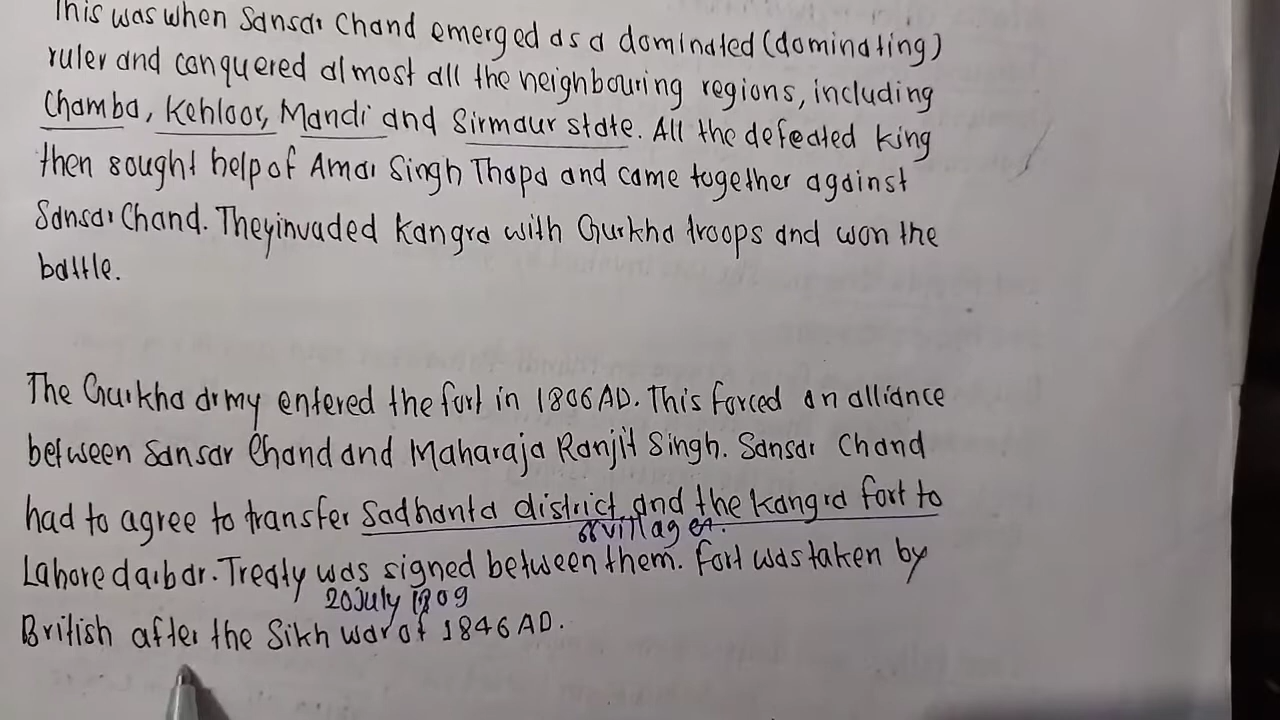 This was when Sansar Chand emerged as a dominated (dominating)
ruler and conquered almost all the neighbouring regions, including
Chamba, Kehloor, Mandi and Sirmaur state. All the defeated king
then sought help of Amar Singh Thapa and came together against
Sansar Chand. They invaded Kangra with Gurkha troops and won the
battle.
The Gurkha army entered the fort in 1806 AD. This forced an alliance
between Sansar Chand and Maharaja Ranjit Singh. Sansar Chand
had to agree to transfer Sadhanta district and the Kangra fort to
66 villages.
Lahore darbar. Treaty was signed between them. Fort was taken by
20 July 1809
British after the Sikh war of 1846 AD.